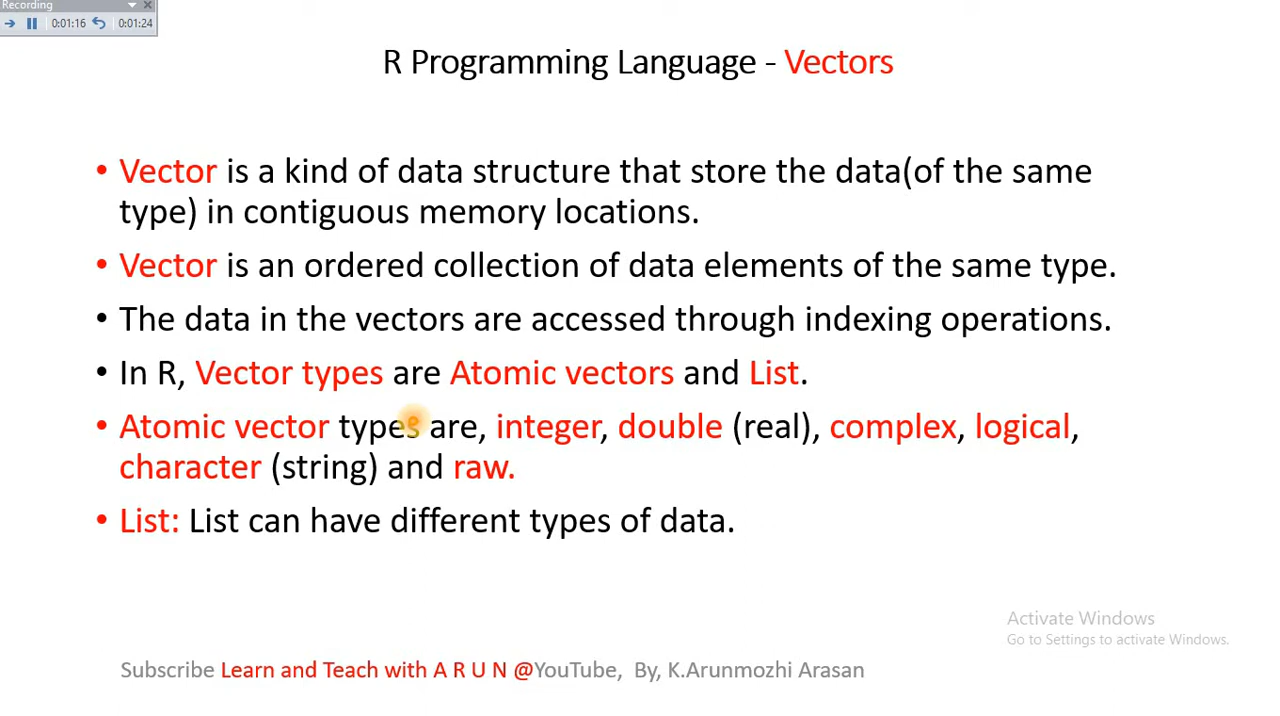 Recording
0:01:16 0:01:24
R Programming Language - Vectors
• Vector is a kind of data structure that store the data(of the same
type) in contiguous memory locations.
• Vector is an ordered collection of data elements of the same type.
• The data in the vectors are accessed through indexing operations.
• In R, Vector types are Atomic vectors and List.
• Atomic vector types are, integer, double (real), complex, logical,
character (string) and raw.
• List: List can have different types of data.
Activate Windows
Go to Settings to activate Windows.
Subscribe Learn and Teach with A R U N @YouTube, By, K.Arunmozhi Arasan